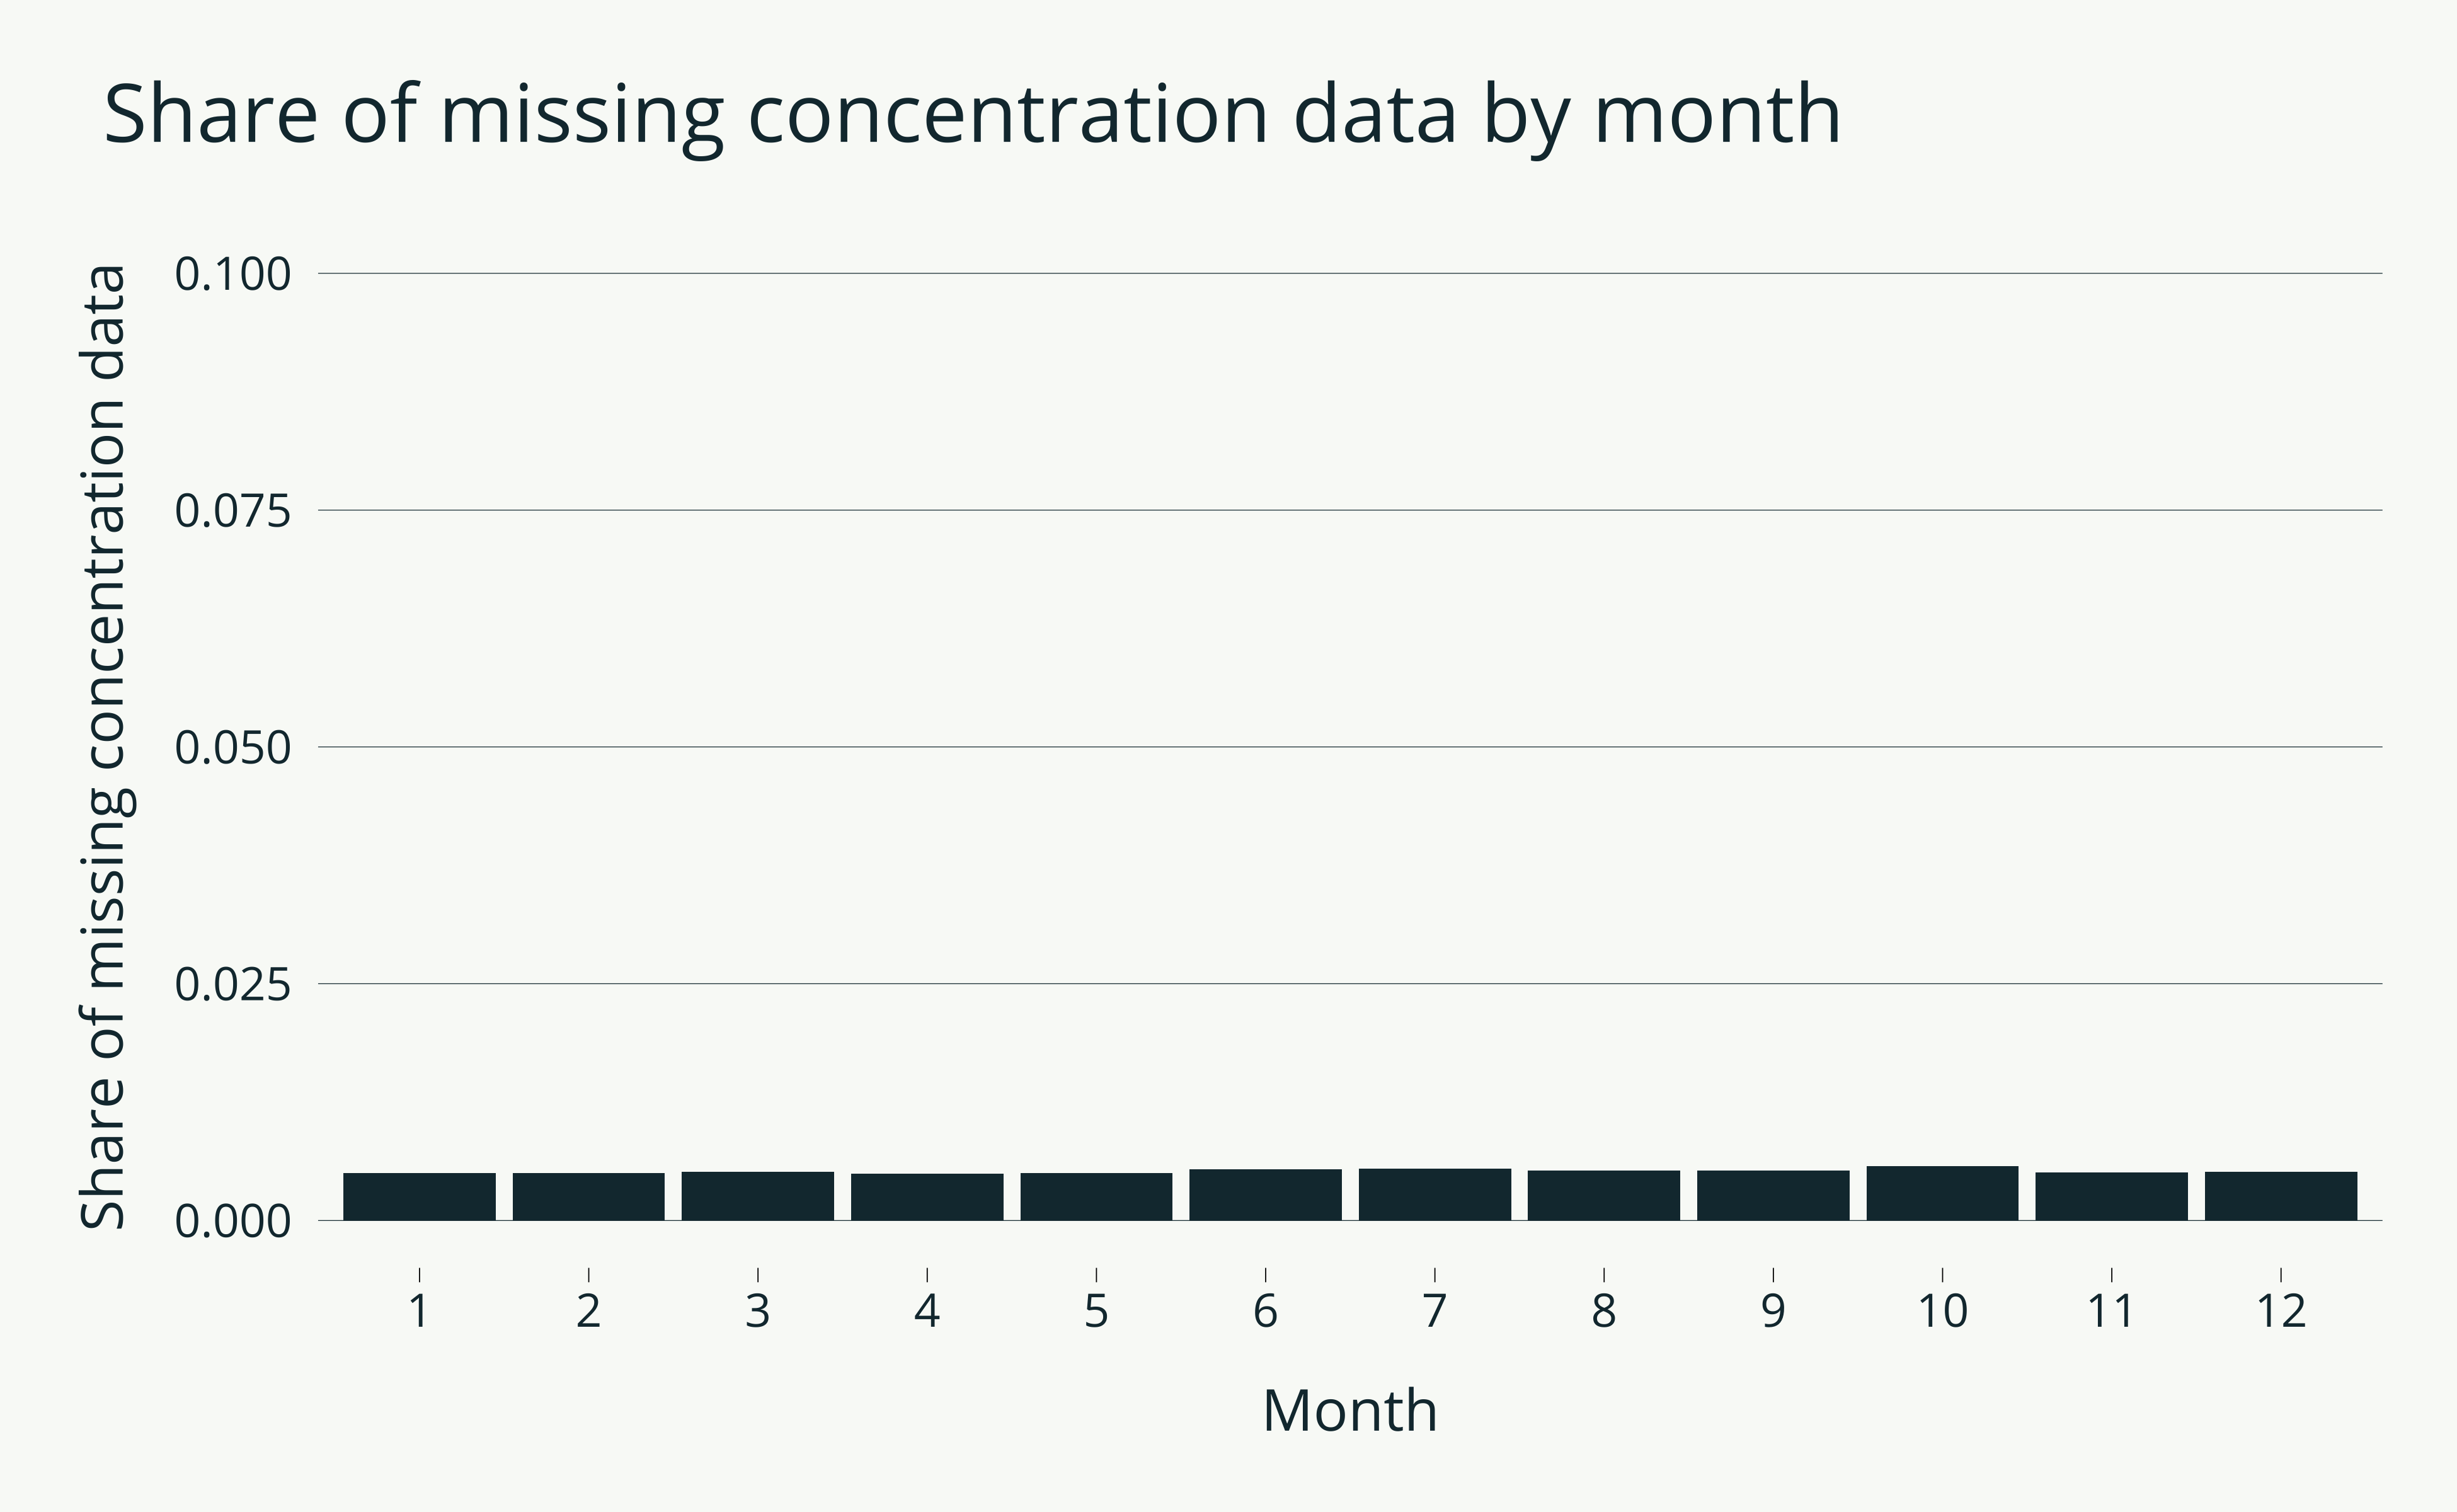 Share of missing concentration data by month
Share of missing concentration data
0.100
0.075
0.050
0.025
0.000
1 2 3 4 5 6 7 8 9 10 11 12
Month